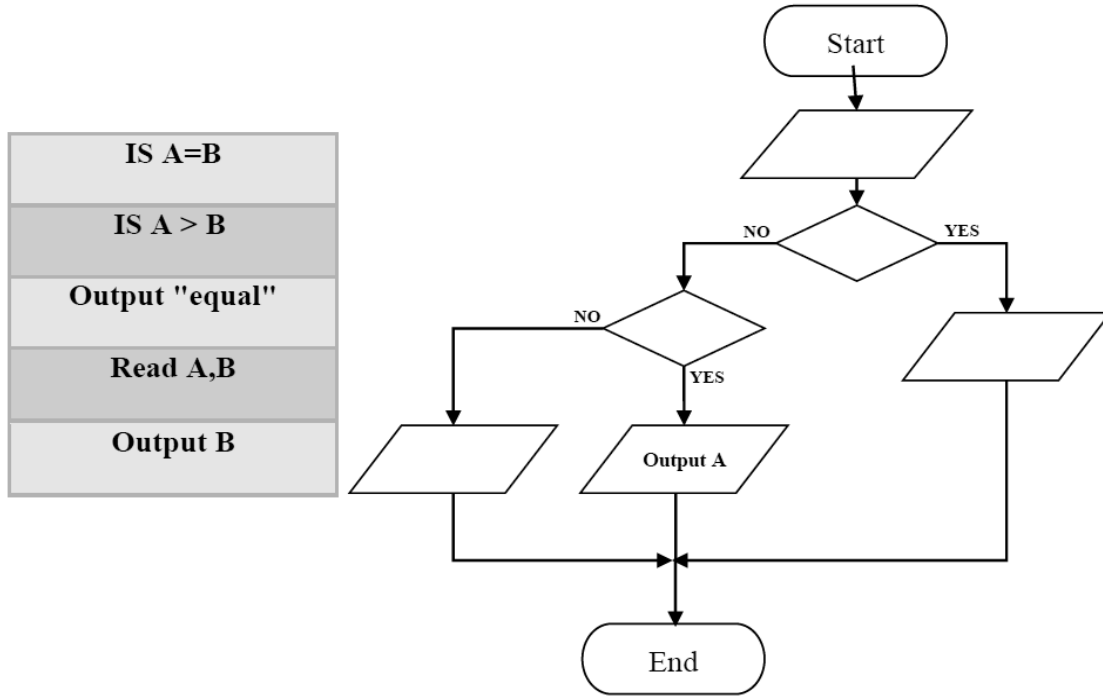 IS A=B
IS A > B
Output "equal"
Read A,B
Output B
Start
NO
YES
NO
YES
Output A
End